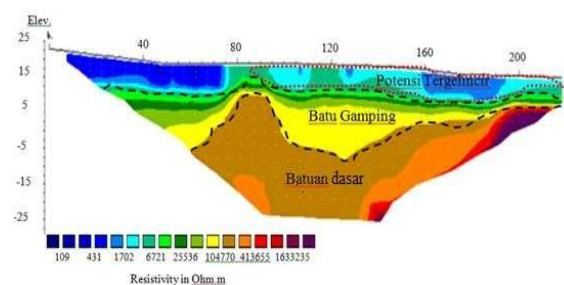 Elev.
25
40
80
120
160
200
15
Potensi Tergelincir
5
Batu Gamping
-5
Batuan dasar
-15
-25
109 431 1702 6721 25536 104770 413655 1633235
Resistivity in Ohm.m